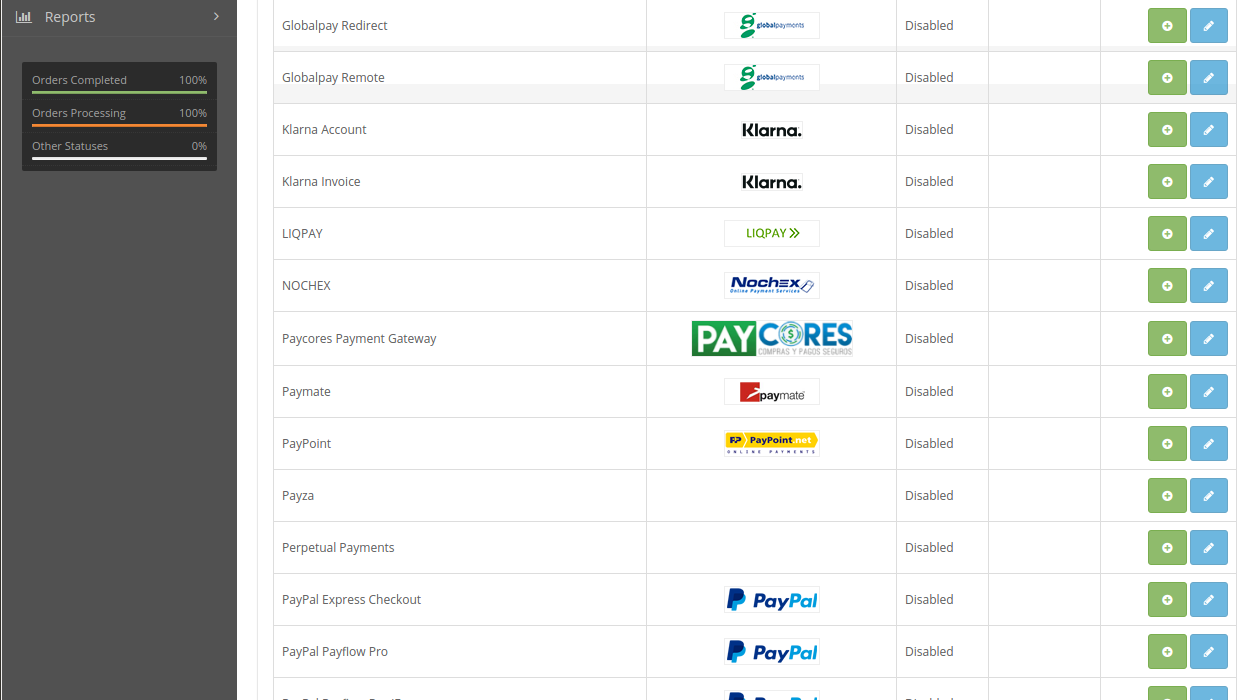 Reports
Orders Completed 100%
Orders Processing 100%
Other Statuses 0%
Globalpay Redirect globalpayments Disabled
Globalpay Remote globalpayments Disabled
Klarna Account Klarna. Disabled
Klarna Invoice Klarna. Disabled
LIQPAY LIQPAY Disabled
NOCHEX Nochex Disabled
Online Payment Services
Paycores Payment Gateway PAYCORES Disabled
COMPRAS Y PAGOS SEGUROS
Paymate paymate Disabled
PayPoint PayPoint.net Disabled
ONLINE PAYMENTS
Payza Disabled
Perpetual Payments Disabled
PayPal Express Checkout PayPal Disabled
PayPal Payflow Pro PayPal Disabled